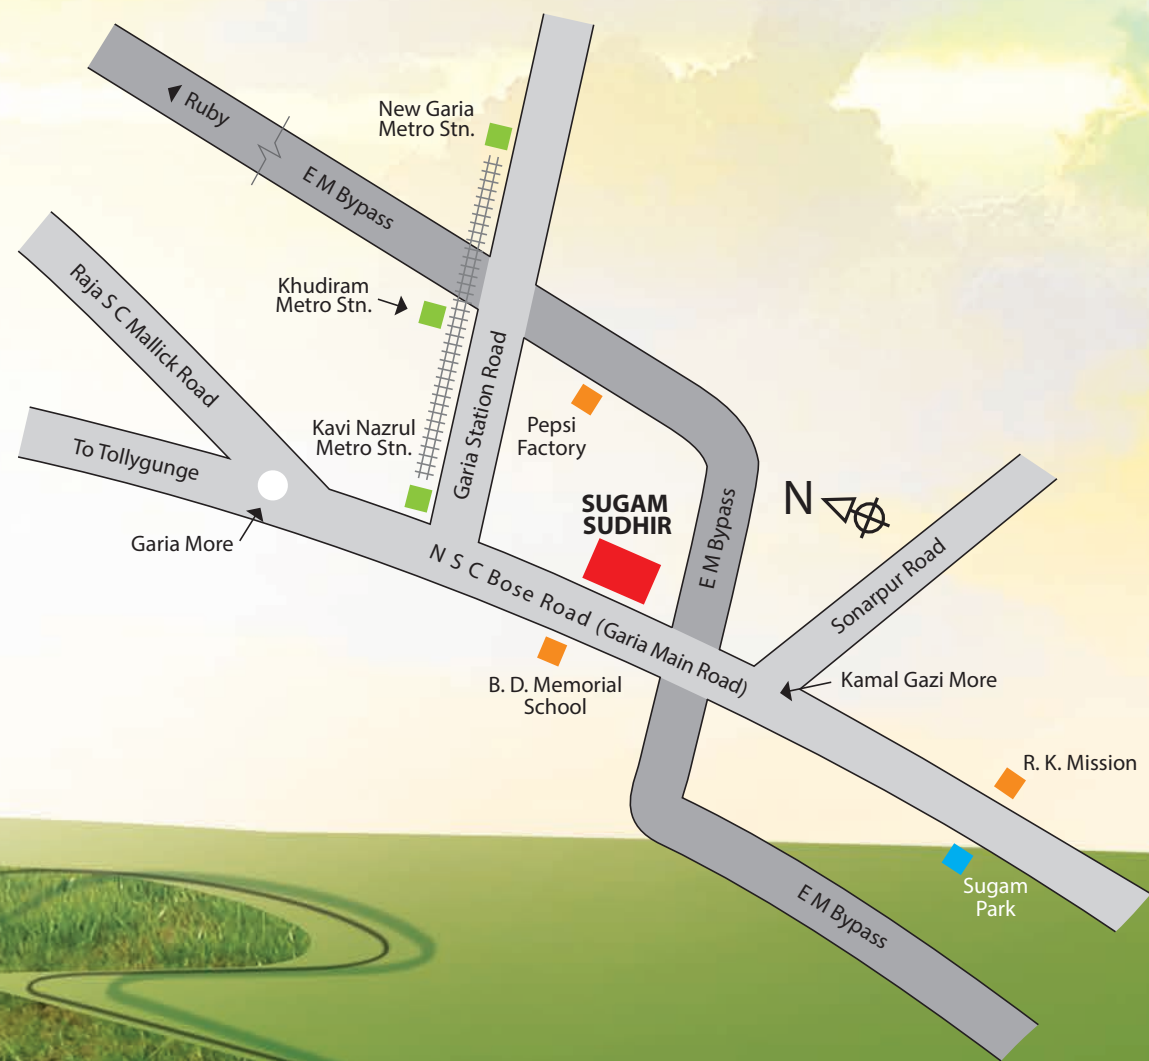 New Garia
Metro Stn.
Ruby
E M Bypass
Raja S C Mallick Road
Khudiram
Metro Stn.
Garia Station Road
Kavi Nazrul
Metro Stn.
Pepsi
Factory
To Tollygunge
Garia More
SUGAM
SUDHIR
E M Bypass
N
Sonarpur Road
N S C Bose Road (Garia Main Road)
B. D. Memorial
School
Kamal Gazi More
R. K. Mission
Sugam
Park
E M Bypass